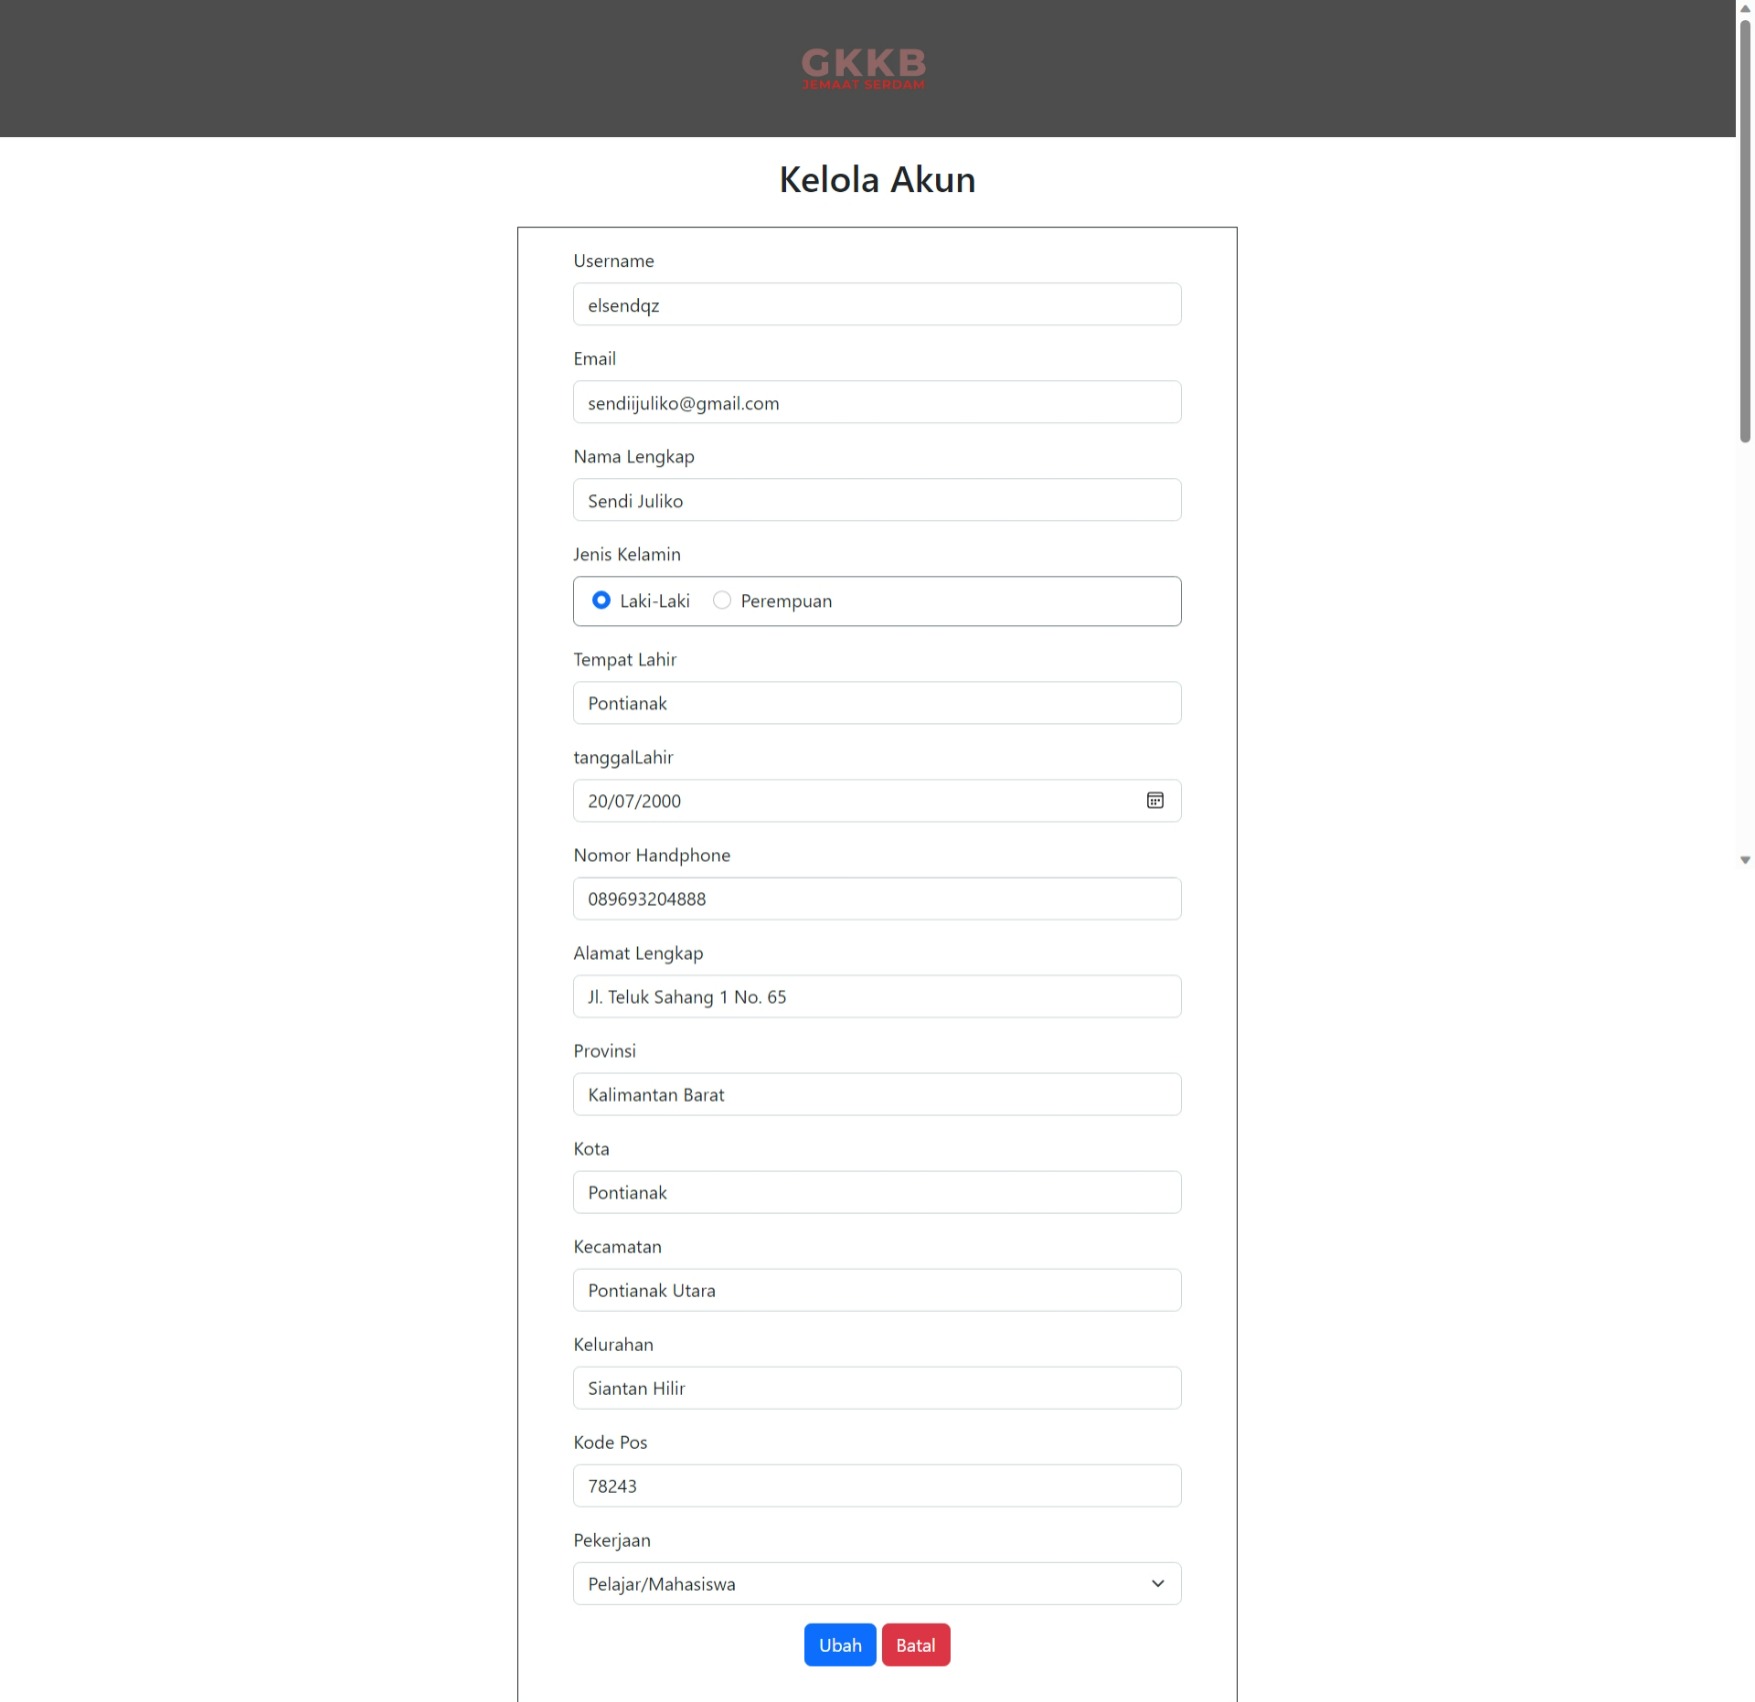 GKKB
JEMAAT SERDAM
Kelola Akun
Username
elsendqz
Email
sendiijuliko@gmail.com
Nama Lengkap
Sendi Juliko
Jenis Kelamin
Laki-Laki Perempuan
Tempat Lahir
Pontianak
tanggalLahir
20/07/2000
Nomor Handphone
089693204888
Alamat Lengkap
Jl. Teluk Sahang 1 No. 65
Provinsi
Kalimantan Barat
Kota
Pontianak
Kecamatan
Pontianak Utara
Kelurahan
Siantan Hilir
Kode Pos
78243
Pekerjaan
Pelajar/Mahasiswa
Ubah Batal